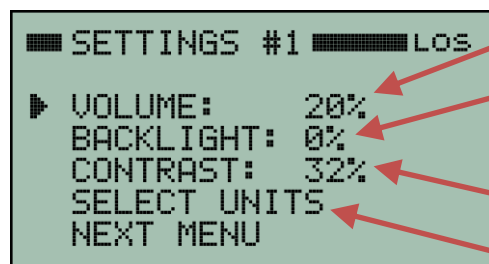 SETTINGS #1 LOS
VOLUME: 20%
BACKLIGHT: 0%
CONTRAST: 32%
SELECT UNITS
NEXT MENU